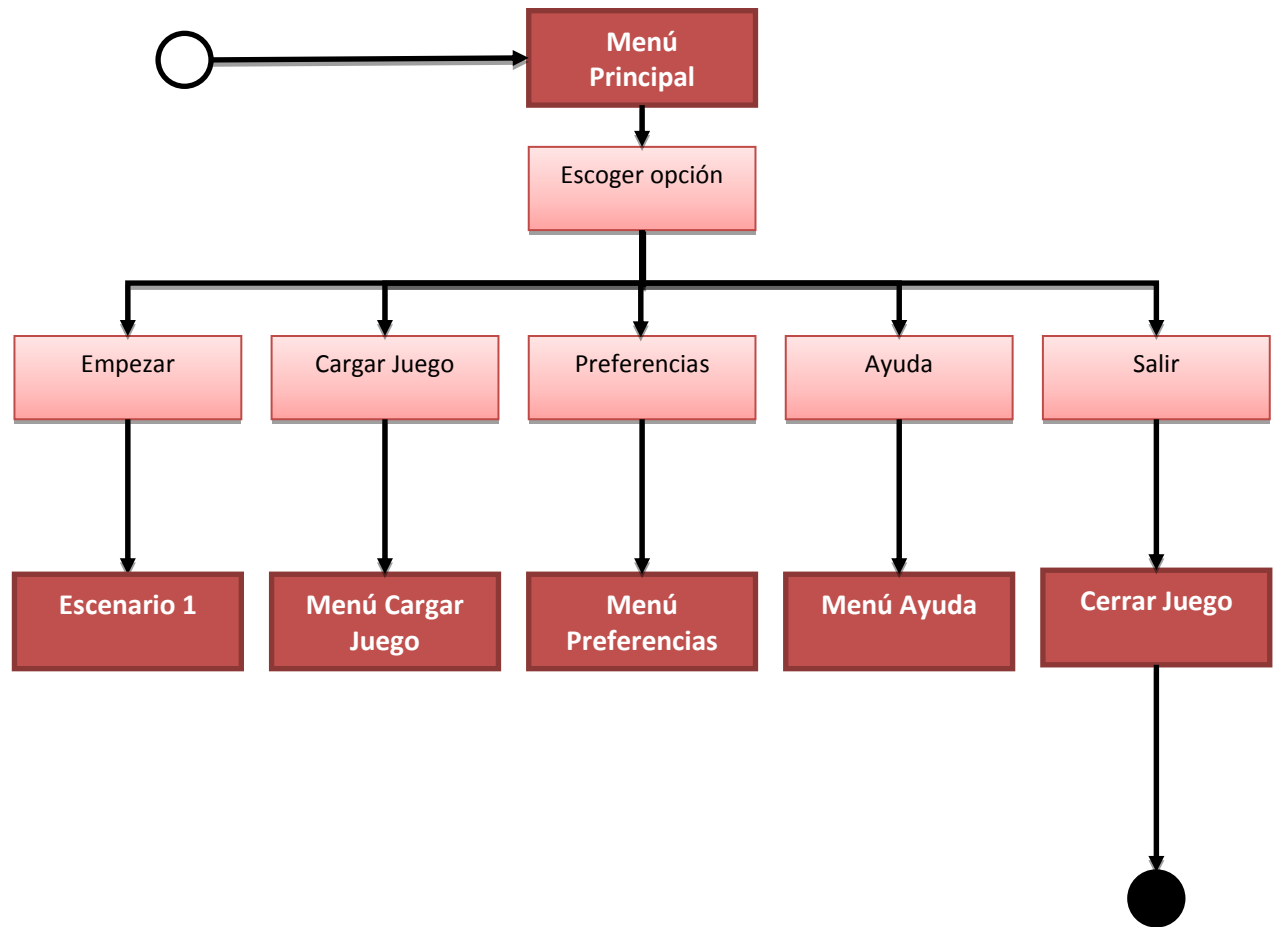 Menú
Principal
Escoger opción
Empezar
Cargar Juego
Preferencias
Ayuda
Salir
Escenario 1
Menú Cargar
Juego
Menú
Preferencias
Menú Ayuda
Cerrar Juego